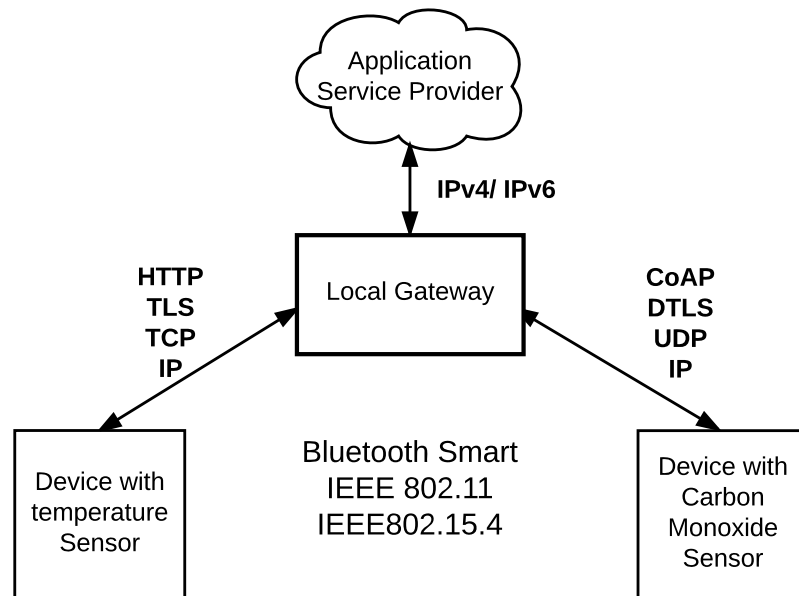 Application
Service Provider
IPv4/ IPv6
Local Gateway
HTTP
TLS
TCP
IP
CoAP
DTLS
UDP
IP
Device with
temperature
Sensor
Bluetooth Smart
IEEE 802.11
IEEE802.15.4
Device with
Carbon
Monoxide
Sensor